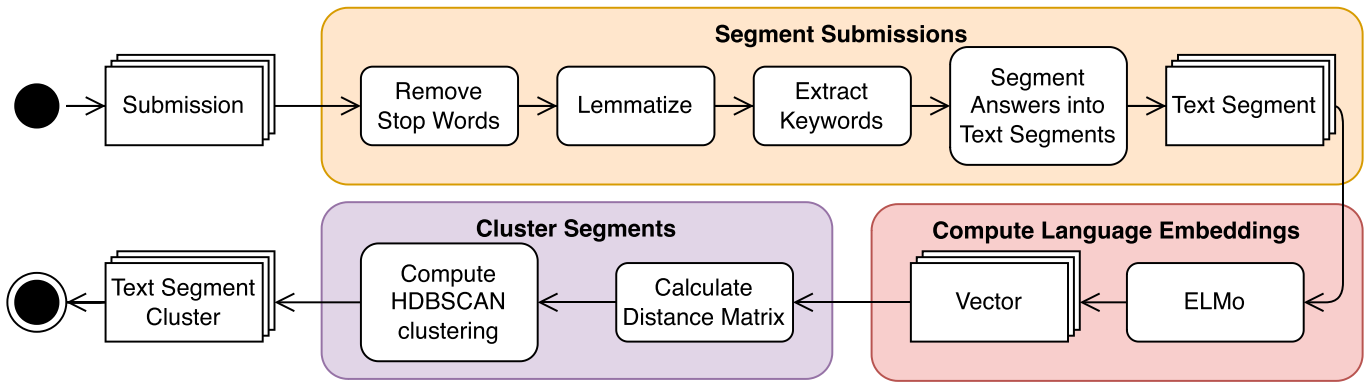 Segment Submissions
Submission
Remove
Stop Words
Lemmatize
Extract
Keywords
Segment
Answers into
Text Segments
Text Segment
Compute Language Embeddings
ELMo
Vector
Cluster Segments
Calculate
Distance Matrix
Compute
HDBSCAN
clustering
Text Segment
Cluster